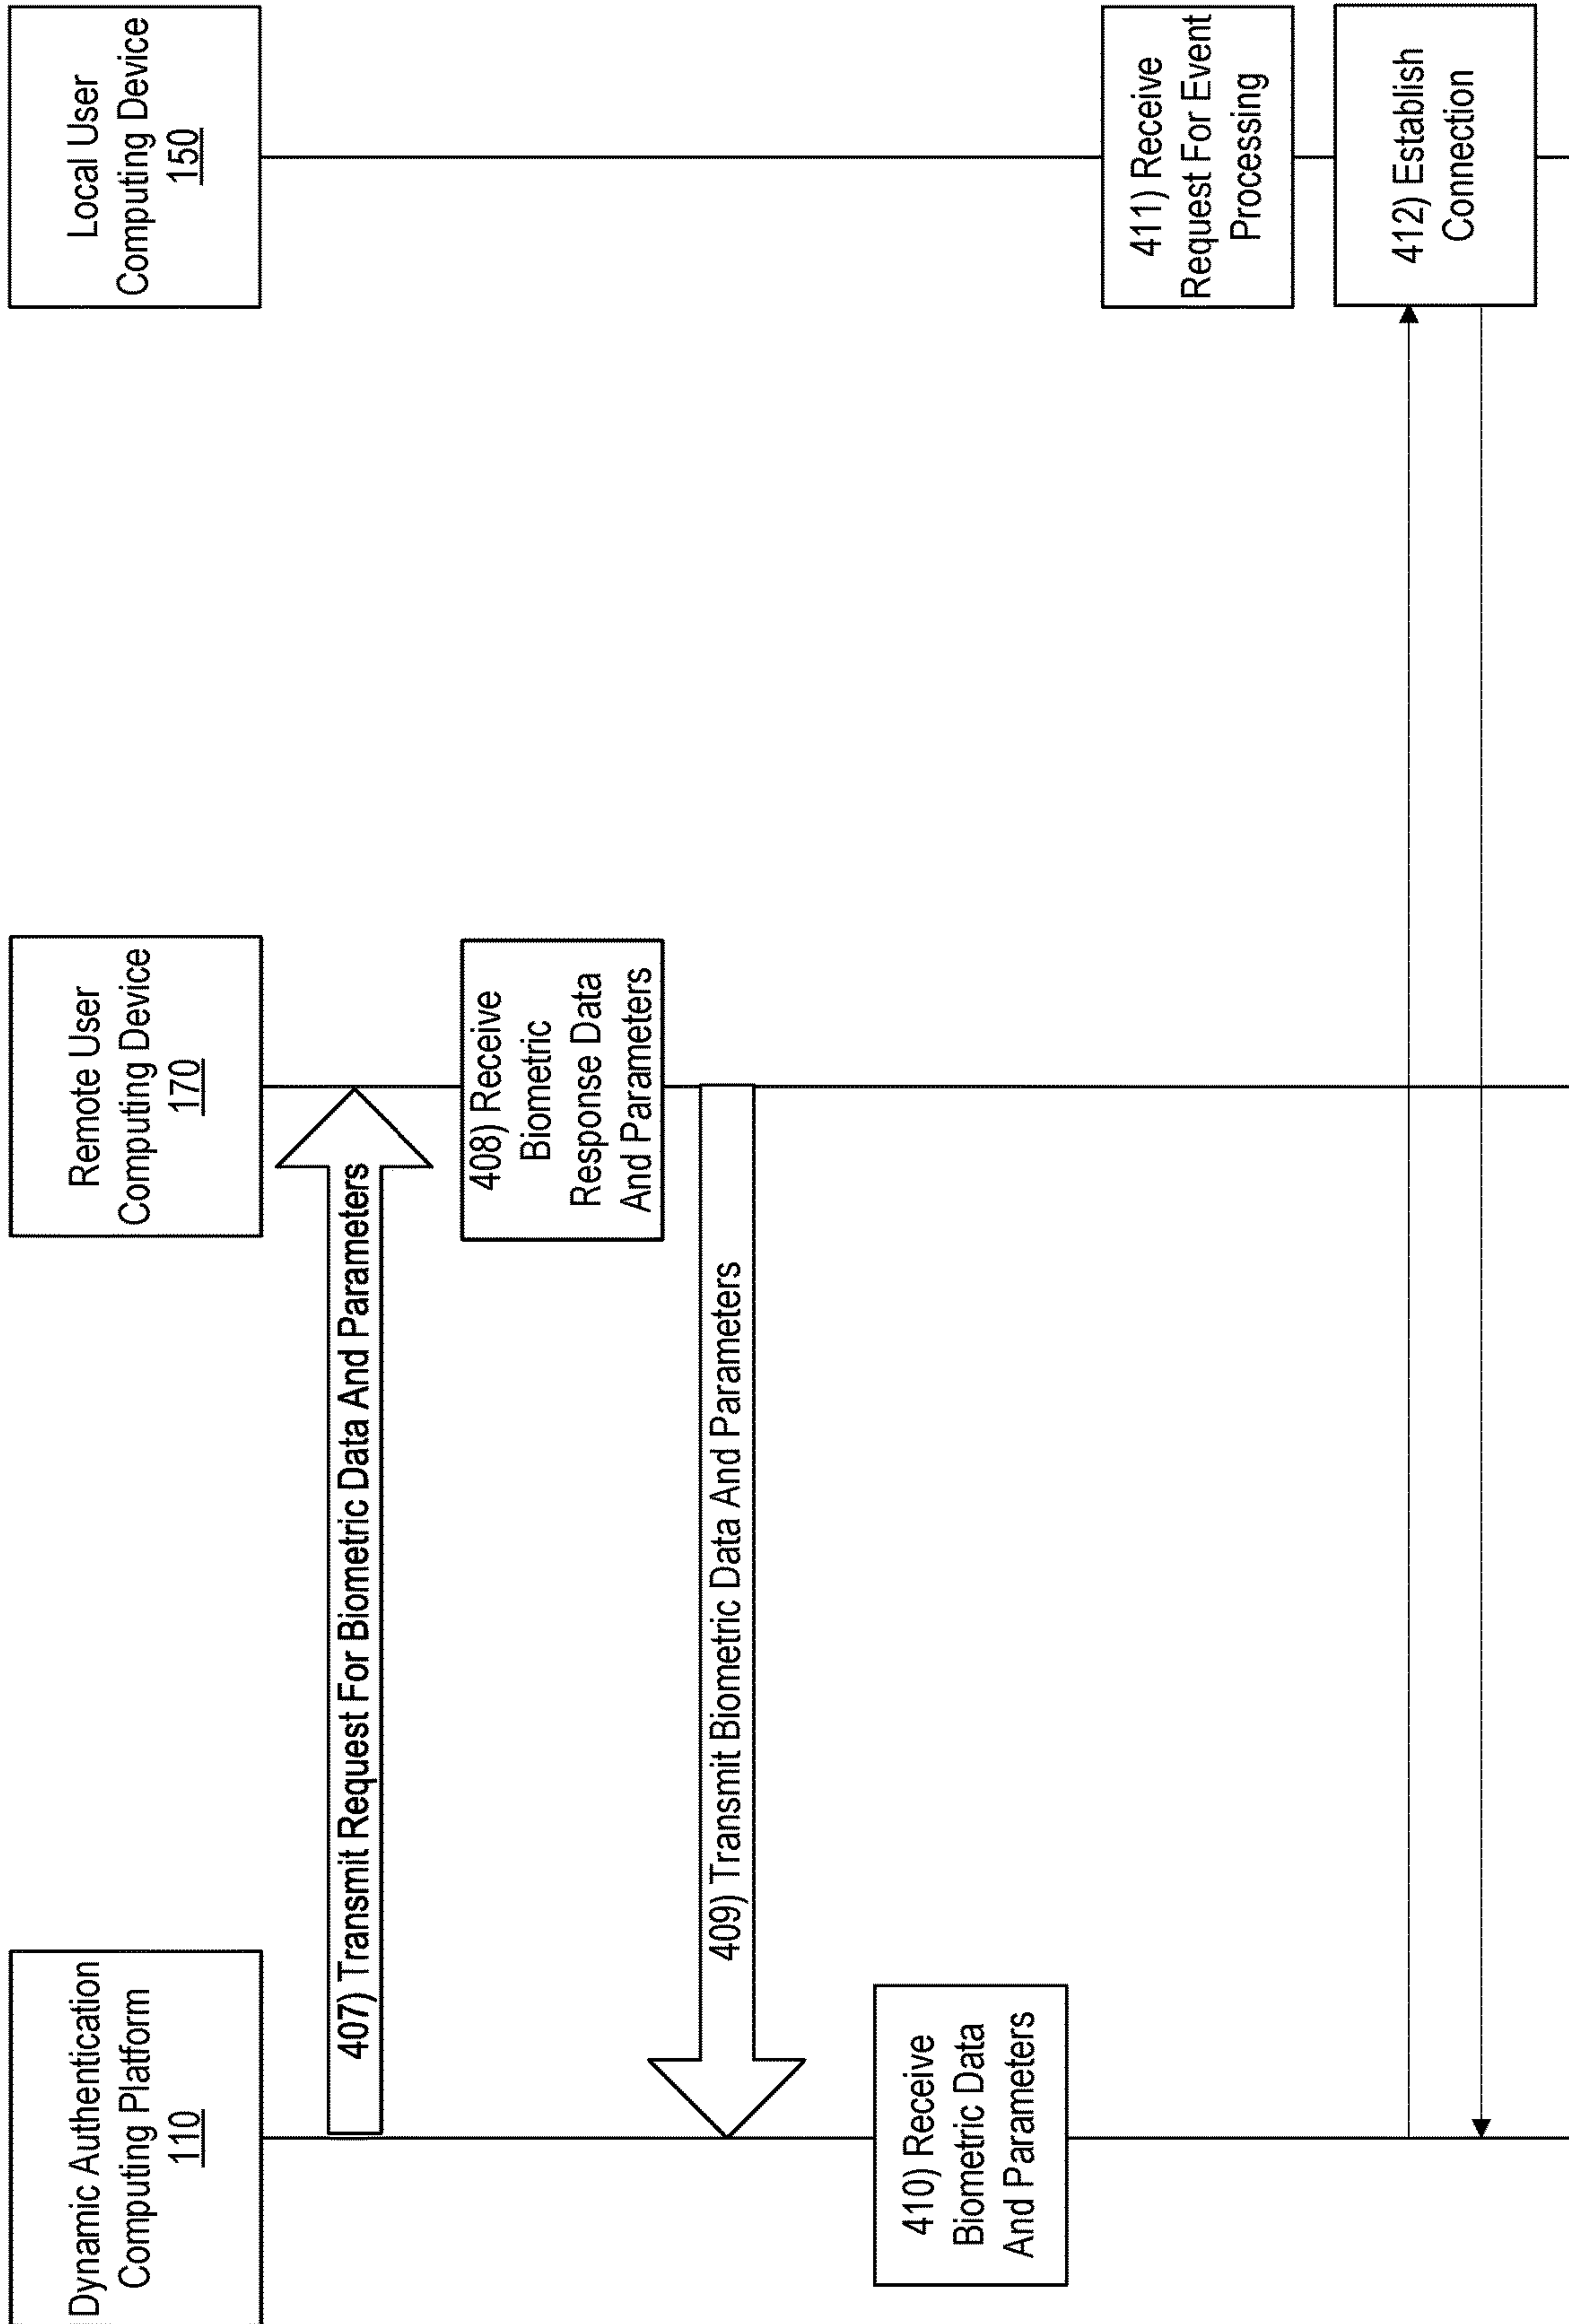 Dynamic Authentication
Computing Platform
110
Remote User
Computing Device
170
Local User
Computing Device
150
407) Transmit Request For Biometric Data And Parameters
408) Receive
Biometric
Response Data
And Parameters
409) Transmit Biometric Data And Parameters
410) Receive
Biometric Data
And Parameters
411) Receive
Request For Event
Processing
412) Establish
Connection